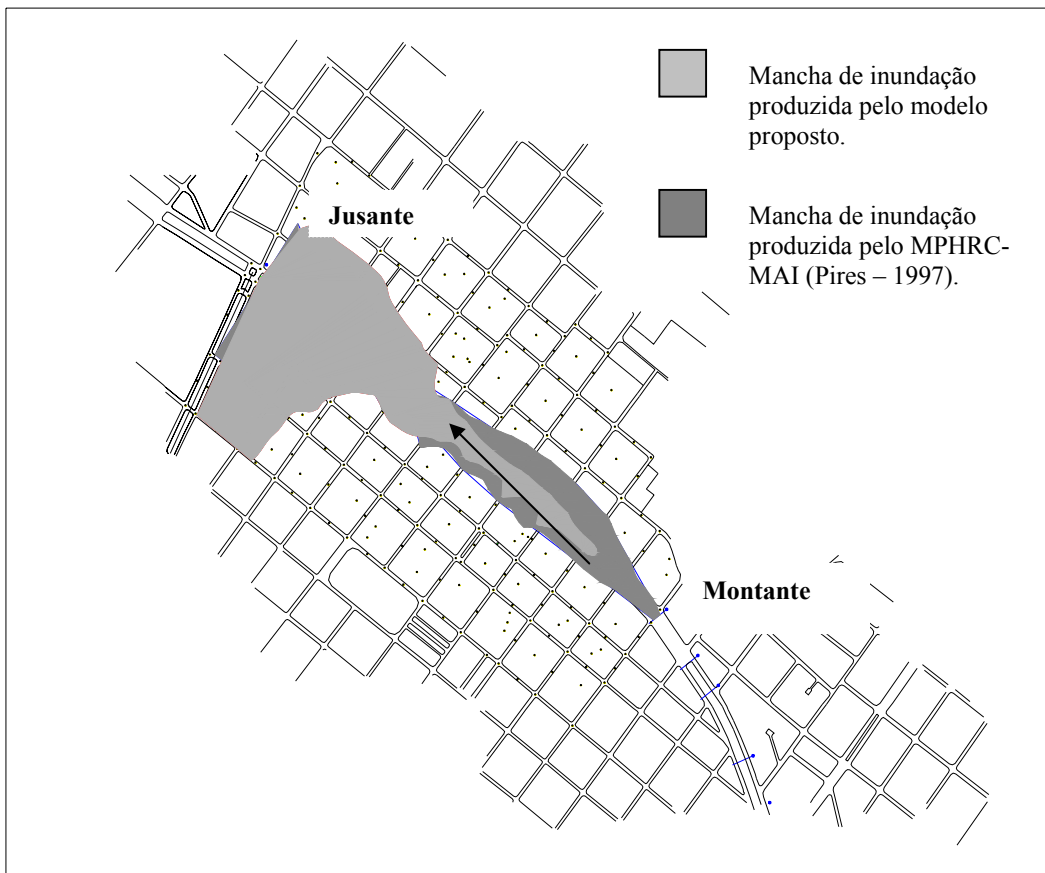 Mancha de inundação
produzida pelo modelo
proposto.
Mancha de inundação
produzida pelo MPHRC-
MAI (Pires – 1997).
Jusante
Montante